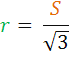 r = S / √3